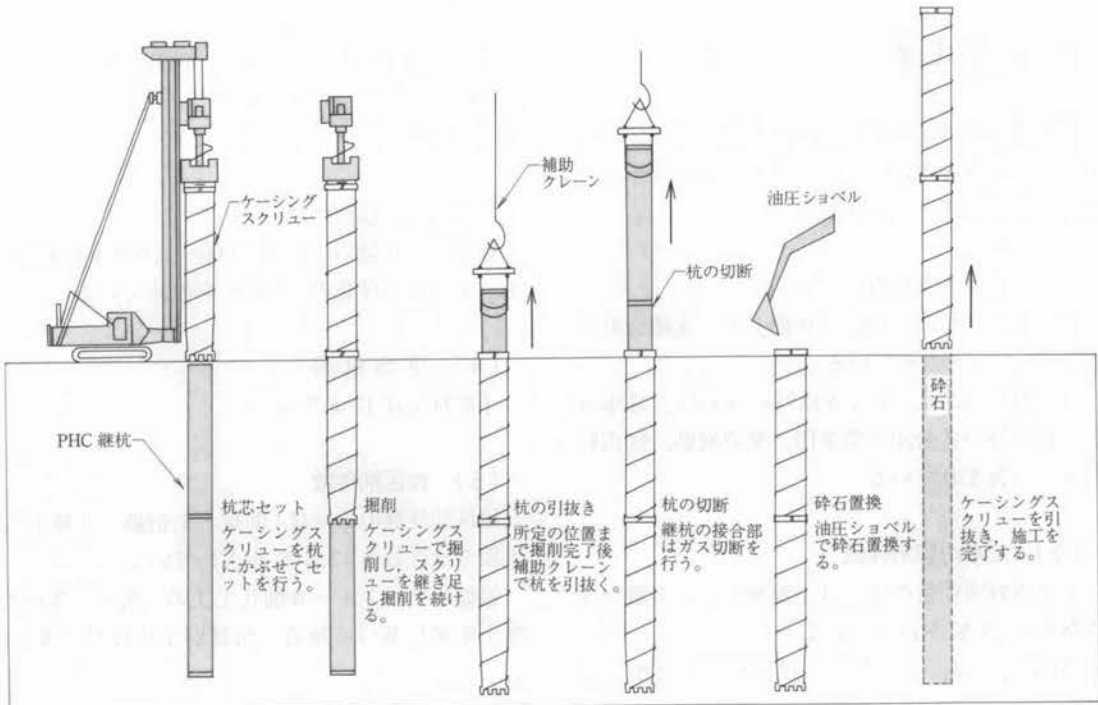 ケーシング
スクリュー
補助
クレーン
杭の切断
油圧ショベル
PHC 継杭
杭芯セット
ケーシングス
クリューを杭
にかぶせてセ
ットを行う。
掘削
ケーシングス
クリューで掘
削し，スクリ
ューを継ぎ足
し掘削を続け
る。
杭の引抜き
所定の位置ま
で掘削完了後
補助クレーン
で杭を引抜く。
杭の切断
継杭の接合部
はガス切断を
行う。
砕石置換
油圧ショベル
で砕石置換す
る。
砕石
ケーシングス
クリューを引
抜き，施工を
完了する。